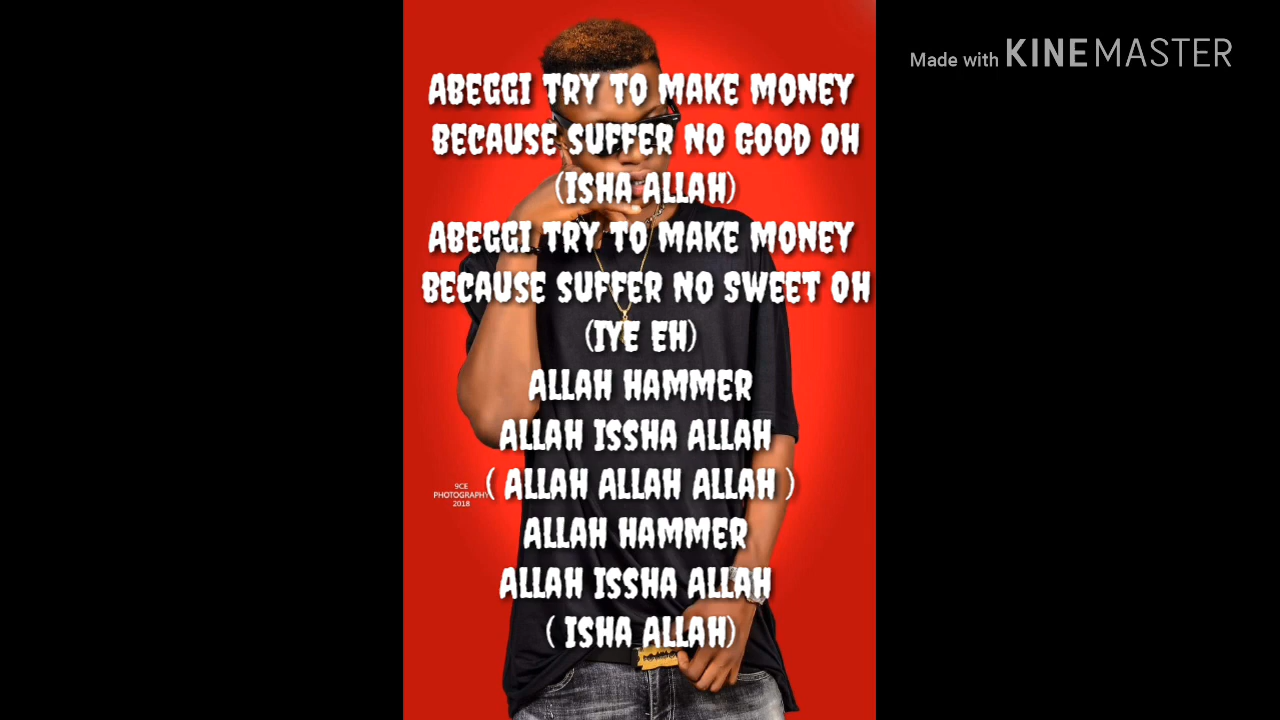 Made with KINEMASTER
ABEGGI TRY TO MAKE MONEY
BECAUSE SUFFER NO GOOD OH
(ISHA ALLAH)
ABEGGI TRY TO MAKE MONEY
BECAUSE SUFFER NO SWEET OH
(IYE EH)
ALLAH HAMMER
ALLAH ISSHA ALLAH
( ALLAH ALLAH ALLAH )
9CE
PHOTOGRAPHY
2018
ALLAH HAMMER
ALLAH ISSHA ALLAH
( ISHA ALLAH)